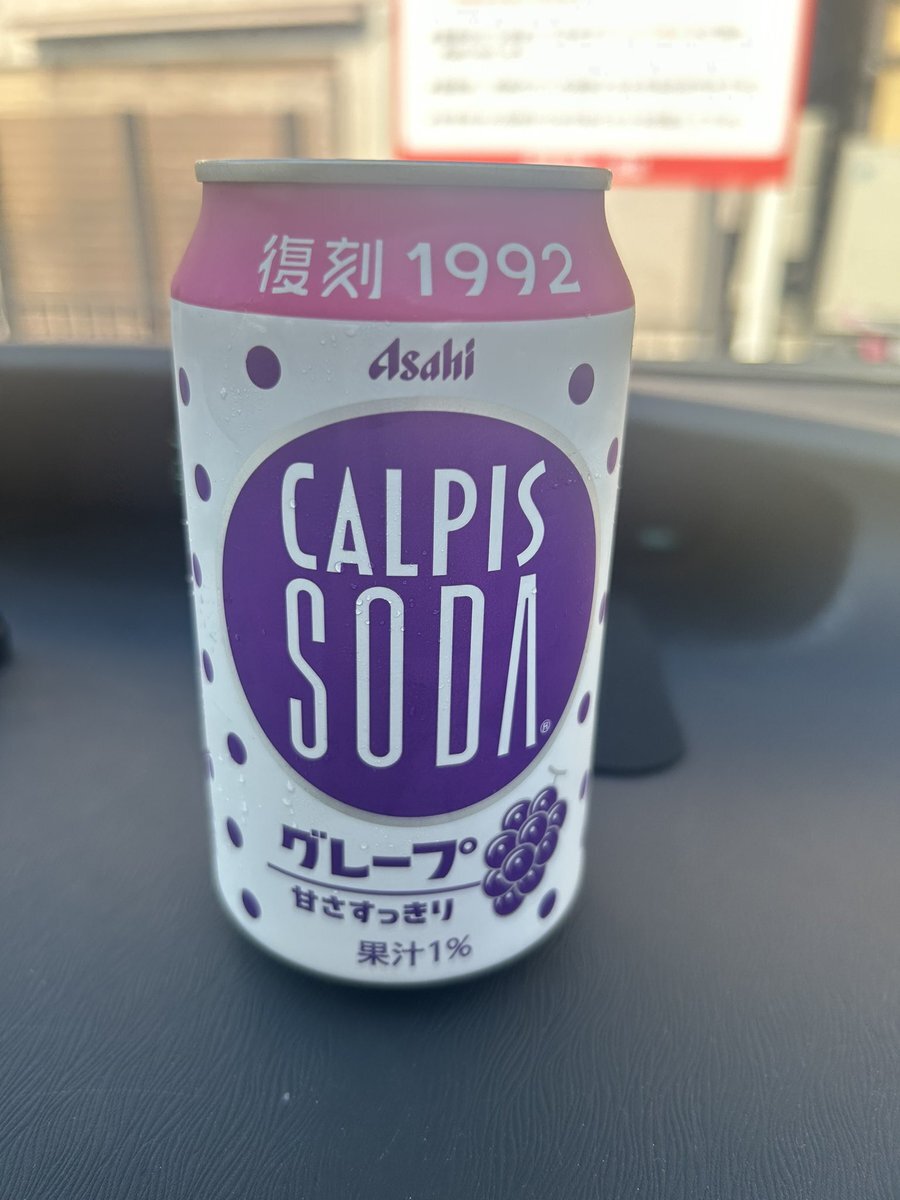 復刻 1992
Asahi
CALPIS
SODA®
グレープ
甘さすっきり
果汁1%